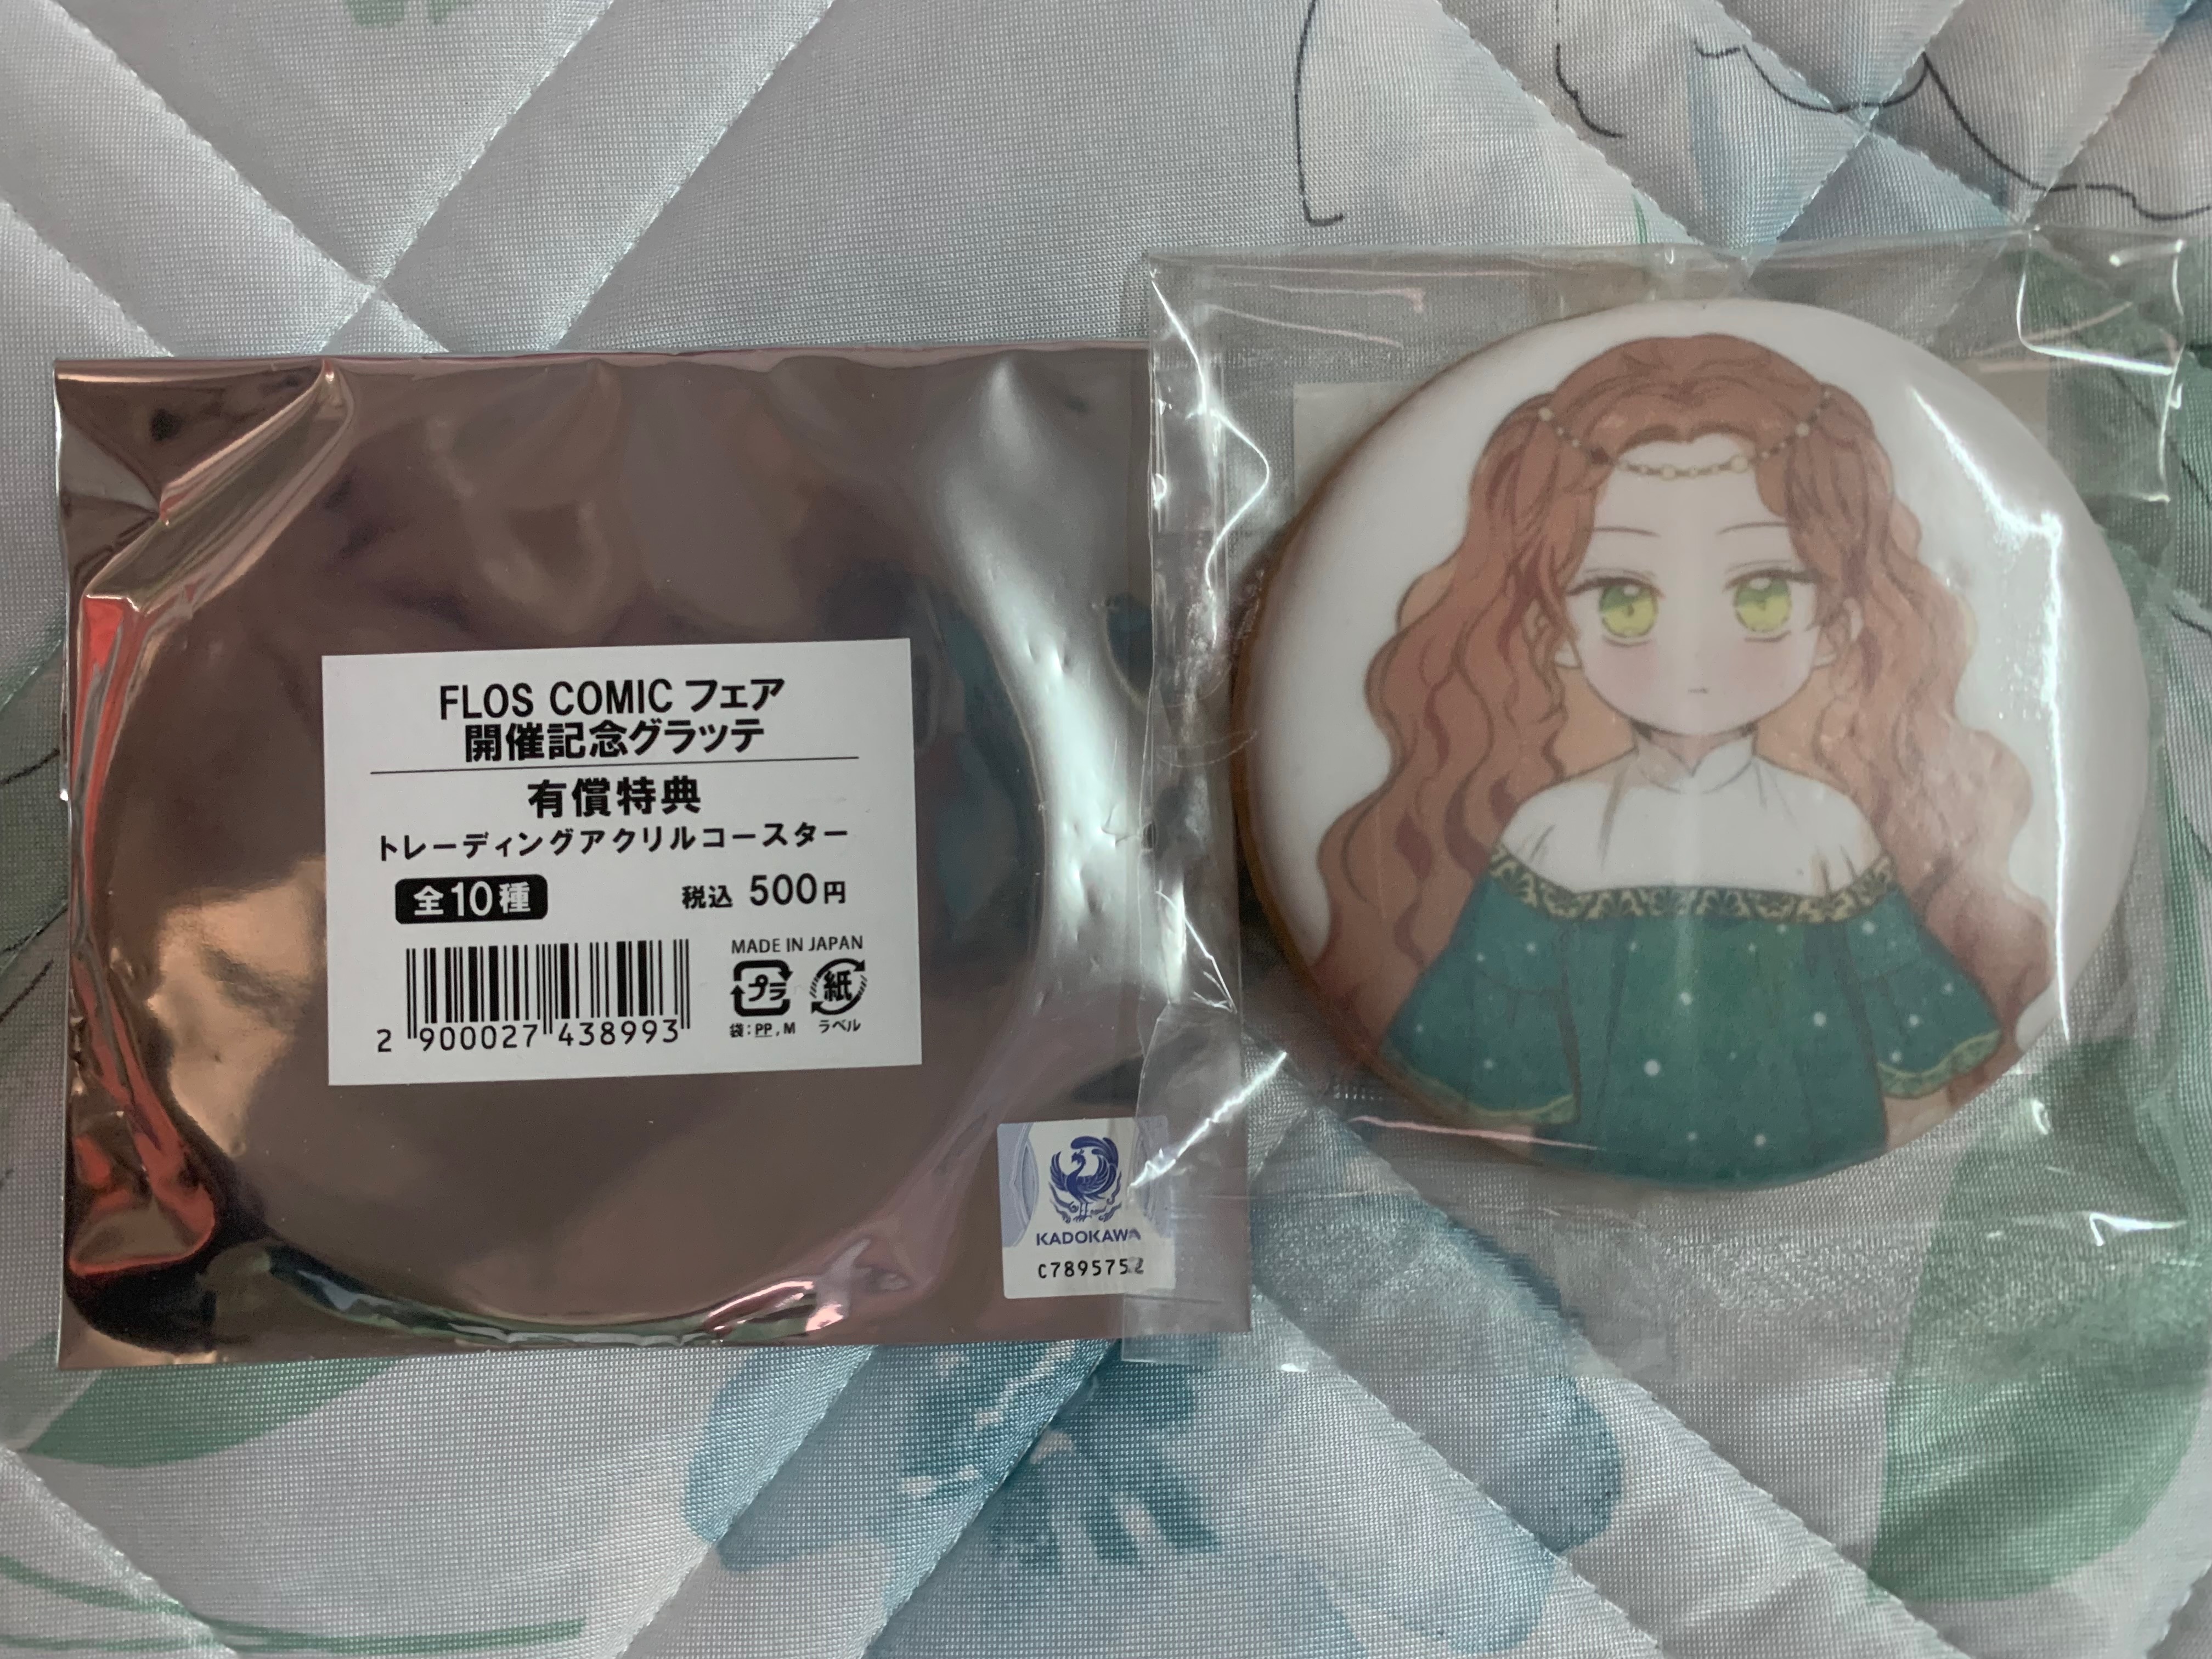 FLOS COMIC フェア
開催記念グラッテ
有償特典
トレーディングアクリルコースター
全10種 税込 500円
MADE IN JAPAN
プラ 紙
袋:PP,M ラベル
2 900027 438993
KADOKAWA
C7895752